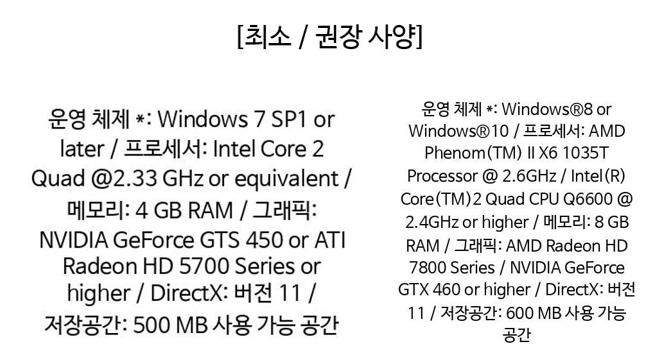 [최소 / 권장 사양]
운영 체제 *: Windows 7 SP1 or
later / 프로세서: Intel Core 2
Quad @2.33 GHz or equivalent /
메모리: 4 GB RAM / 그래픽:
NVIDIA GeForce GTS 450 or ATI
Radeon HD 5700 Series or
higher / DirectX: 버전 11 /
저장공간: 500 MB 사용 가능 공간
운영 체제 *: Windows®8 or
Windows®10 / 프로세서: AMD
Phenom(TM) II X6 1035T
Processor @ 2.6GHz / Intel(R)
Core(TM)2 Quad CPU Q6600 @
2.4GHz or higher / 메모리: 8 GB
RAM / 그래픽: AMD Radeon HD
7800 Series / NVIDIA GeForce
GTX 460 or higher / DirectX: 버전
11 / 저장공간: 600 MB 사용 가능
공간